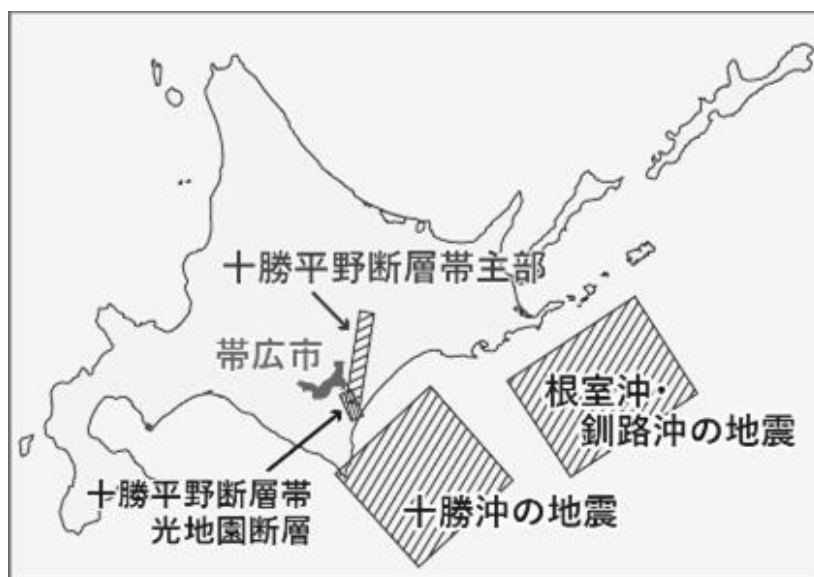 十勝平野断層帯主部
帯広市
根室沖・
釧路沖の地震
十勝平野断層帯
光地園断層
十勝沖の地震